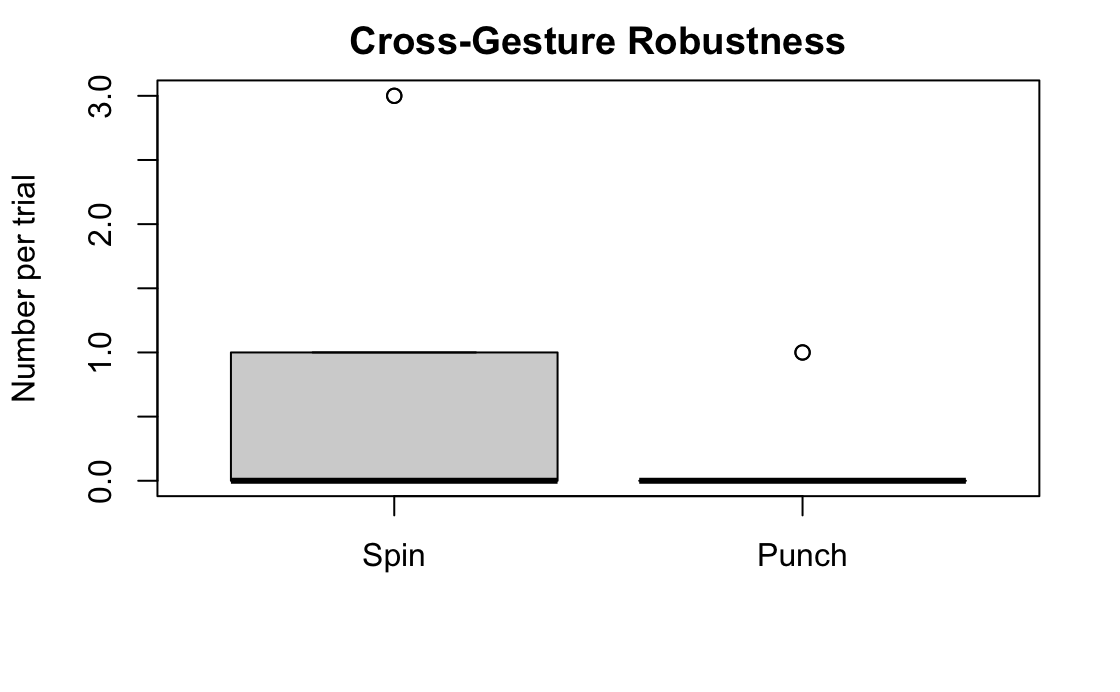 Cross-Gesture Robustness
Number per trial
3.0
2.0
1.0
0.0
Spin
Punch